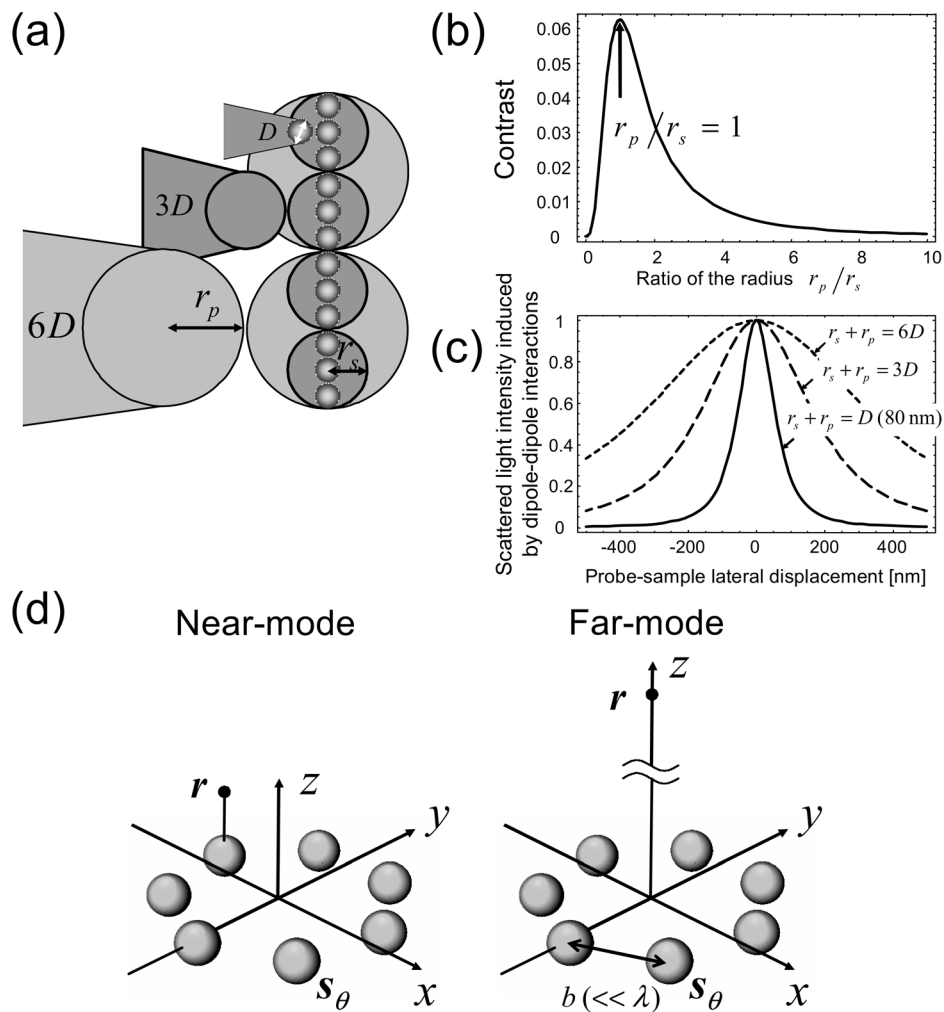 (a)
D
3D
6D
r_p
r_s
(b)
Contrast
0.06
0.05
0.04
0.03
0.02
0.01
0
r_p/r_s = 1
0 2 4 6 8 10
Ratio of the radius r_p/r_s
(c)
Scattered light intensity induced
by dipole-dipole interactions
1
0.8
0.6
0.4
0.2
0
r_s + r_p = 6D
r_s + r_p = 3D
r_s + r_p = D (80 nm)
-400 -200 0 200 400
Probe-sample lateral displacement [nm]
(d)
Near-mode
r
z
y
x
s_θ
Far-mode
r
z
y
x
s_θ
b (<< λ)